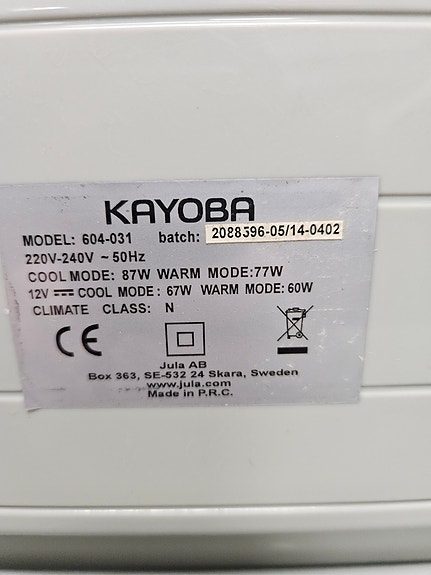 KAYOBA
MODEL: 604-031 batch: 2088596-05/14-0402
220V-240V ~ 50Hz
COOL MODE: 87W WARM MODE:77W
12V ⎓ COOL MODE : 67W WARM MODE: 60W
CLIMATE CLASS: N
CE
Jula AB
Box 363, SE-532 24 Skara, Sweden
www.jula.com
Made in P.R.C.